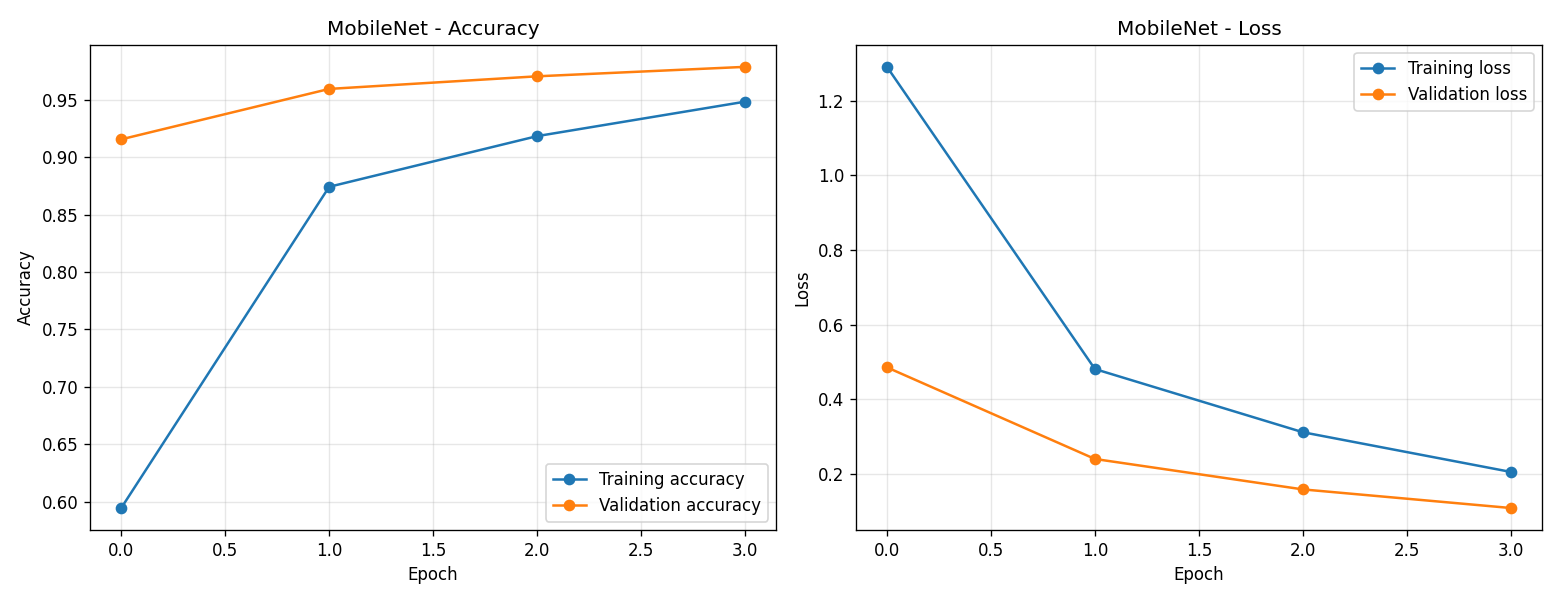 MobileNet - Accuracy
Accuracy
0.95
0.90
0.85
0.80
0.75
0.70
0.65
0.60
Training accuracy
Validation accuracy
0.0 0.5 1.0 1.5 2.0 2.5 3.0
Epoch
MobileNet - Loss
Loss
1.2
1.0
0.8
0.6
0.4
0.2
Training loss
Validation loss
0.0 0.5 1.0 1.5 2.0 2.5 3.0
Epoch